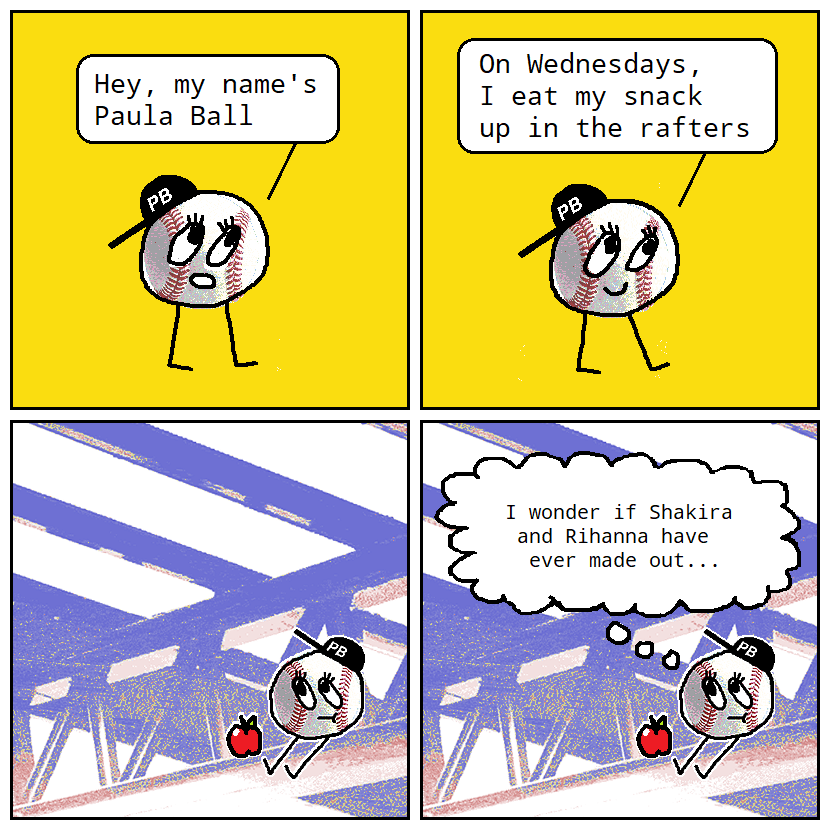 Hey, my name's
Paula Ball
PB
On Wednesdays,
I eat my snack
up in the rafters
PB
PB
I wonder if Shakira
and Rihanna have
ever made out...
PB